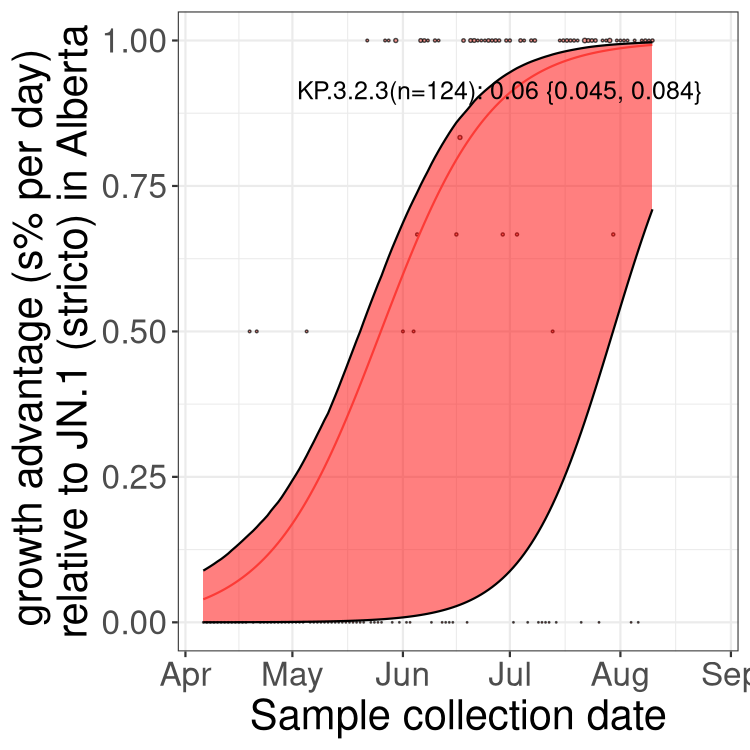 growth advantage (s% per day)
relative to JN.1 (stricto) in Alberta
1.00
0.75
0.50
0.25
0.00
KP.3.2.3(n=124): 0.06 {0.045, 0.084}
Apr May Jun Jul Aug Sep
Sample collection date